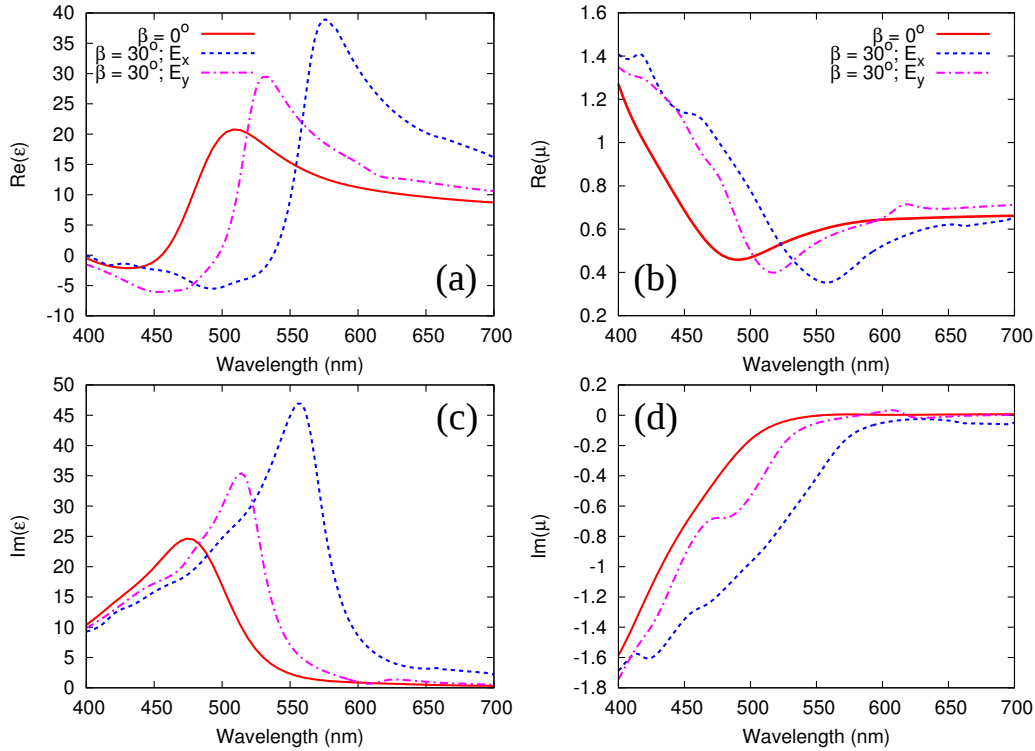 40
35
30
25
20
15
10
5
0
-5
-10
Re(ε)
β = 0°
β = 30°; Eₓ
β = 30°; E_y
(a)
400 450 500 550 600 650 700
Wavelength (nm)
1.6
1.4
1.2
1
0.8
0.6
0.4
0.2
Re(μ)
β = 0°
β = 30°; Eₓ
β = 30°; E_y
(b)
400 450 500 550 600 650 700
Wavelength (nm)
50
45
40
35
30
25
20
15
10
5
0
Im(ε)
(c)
400 450 500 550 600 650 700
Wavelength (nm)
0.2
0
-0.2
-0.4
-0.6
-0.8
-1
-1.2
-1.4
-1.6
-1.8
Im(μ)
(d)
400 450 500 550 600 650 700
Wavelength (nm)